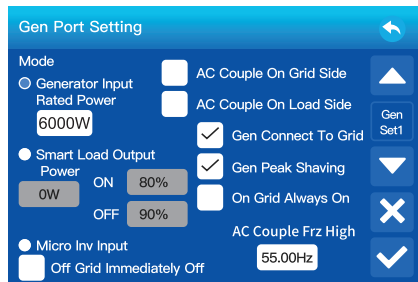 Gen Port Setting
Mode
Generator Input
Rated Power
6000W
Smart Load Output
Power
0W
ON 80%
OFF 90%
Micro Inv Input
Off Grid Immediately Off
AC Couple On Grid Side
AC Couple On Load Side
Gen Connect To Grid
Gen Peak Shaving
On Grid Always On
AC Couple Frz High
55.00Hz
Gen
Set1